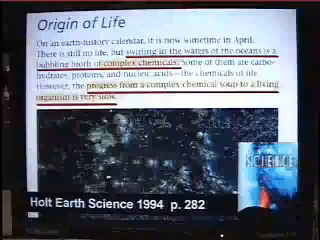 Origin of Life
On an earth-history calendar, it is now sometime in April.
There is still no life, but swirling in the waters of the oceans is a
bubbling broth of complex chemicals. Some of them are carbo-
hydrates, proteins, and nucleic acids—the chemicals of life.
However, the progress from a complex chemical soup to a living
organism is very slow.
SCIENCE
Holt Earth Science 1994 p. 282